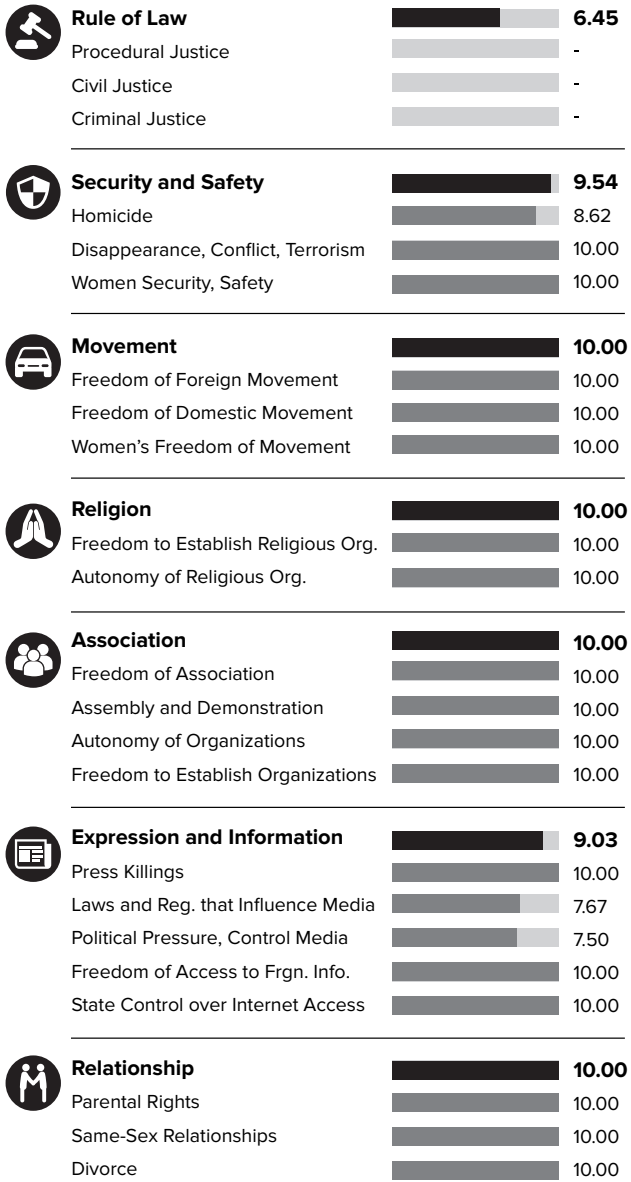 Rule of Law 6.45
Procedural Justice -
Civil Justice -
Criminal Justice -
Security and Safety 9.54
Homicide 8.62
Disappearance, Conflict, Terrorism 10.00
Women Security, Safety 10.00
Movement 10.00
Freedom of Foreign Movement 10.00
Freedom of Domestic Movement 10.00
Women’s Freedom of Movement 10.00
Religion 10.00
Freedom to Establish Religious Org. 10.00
Autonomy of Religious Org. 10.00
Association 10.00
Freedom of Association 10.00
Assembly and Demonstration 10.00
Autonomy of Organizations 10.00
Freedom to Establish Organizations 10.00
Expression and Information 9.03
Press Killings 10.00
Laws and Reg. that Influence Media 7.67
Political Pressure, Control Media 7.50
Freedom of Access to Frgn. Info. 10.00
State Control over Internet Access 10.00
Relationship 10.00
Parental Rights 10.00
Same-Sex Relationships 10.00
Divorce 10.00